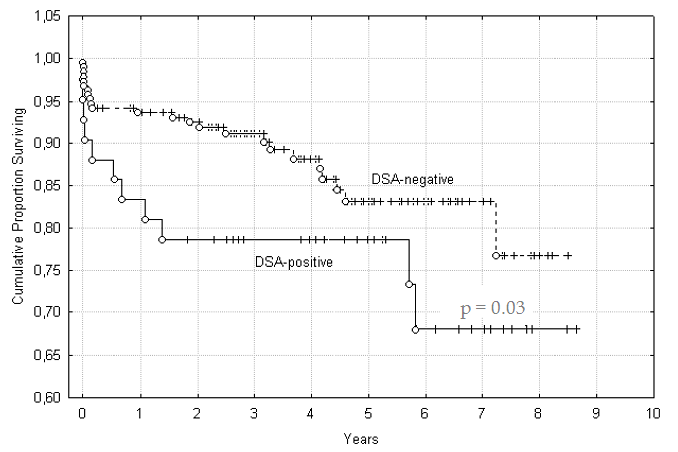 1,05
1,00
0,95
0,90
0,85
0,80
0,75
0,70
0,65
0,60
Cumulative Proportion Surviving
DSA-negative
DSA-positive
p = 0.03
0 1 2 3 4 5 6 7 8 9 10
Years